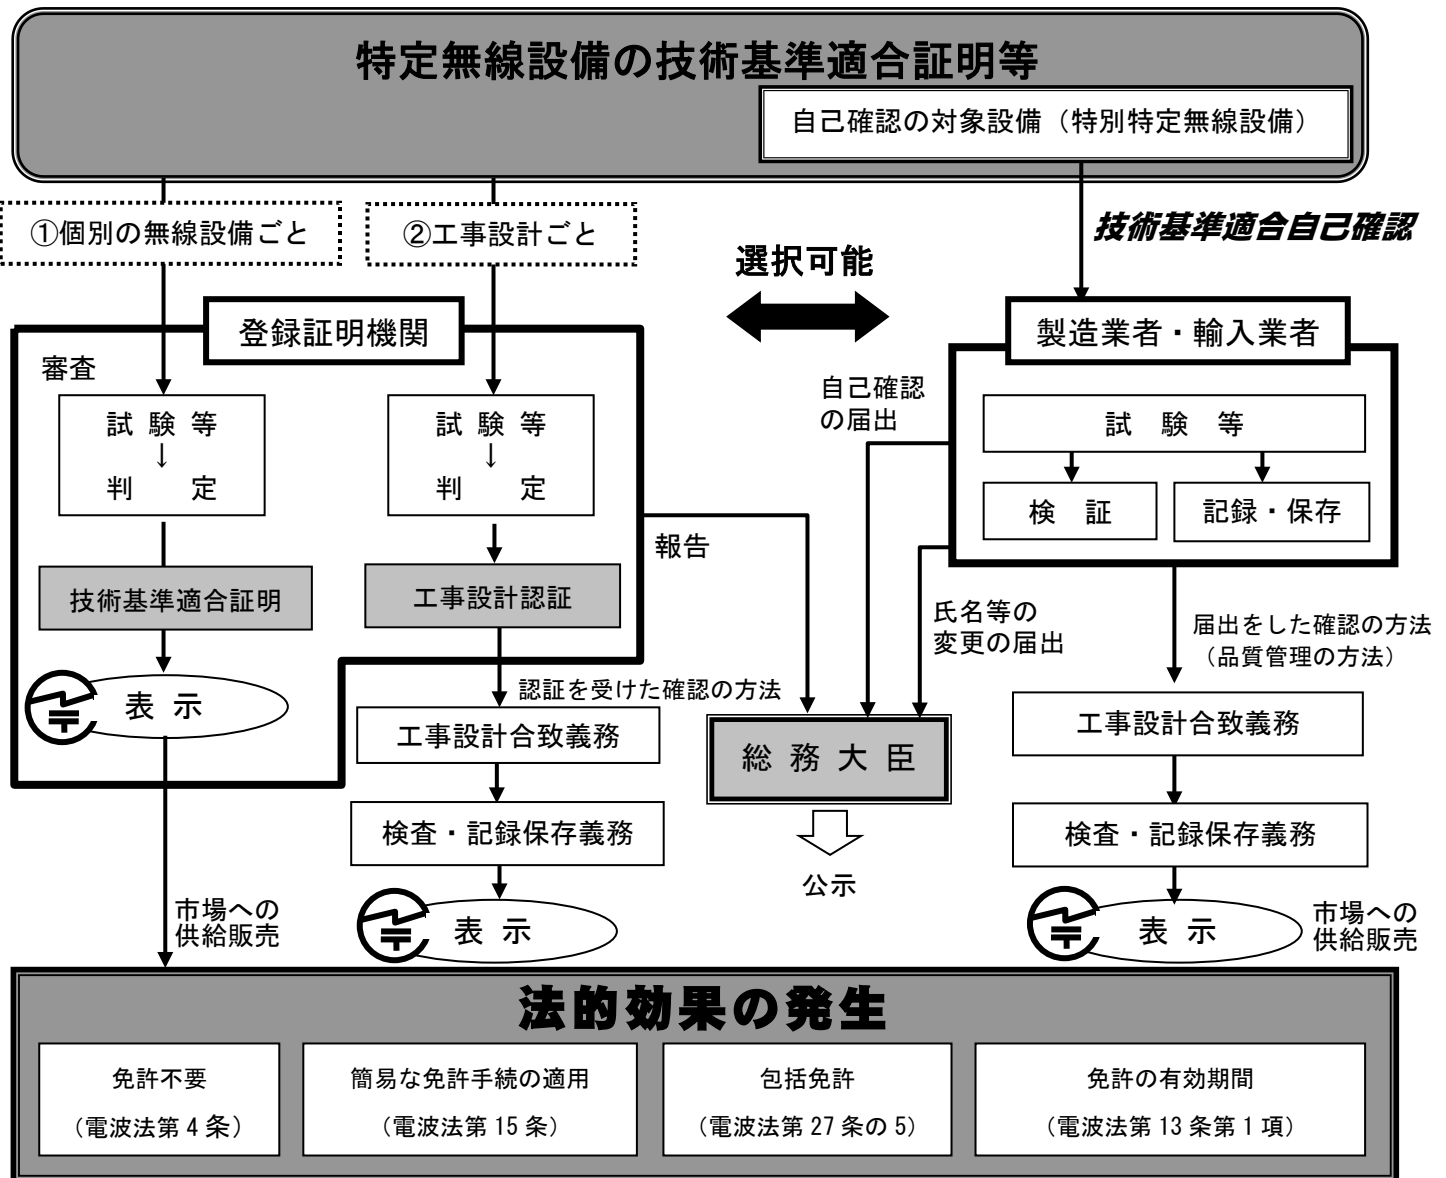 特定無線設備の技術基準適合証明等
自己確認の対象設備（特別特定無線設備）
①個別の無線設備ごと
②工事設計ごと
技術基準適合自己確認
選択可能
登録証明機関
製造業者・輸入業者
審査
試験等
↓
判定
試験等
↓
判定
自己確認
の届出
試験等
検証
記録・保存
報告
技術基準適合証明
工事設計認証
氏名等の
変更の届出
届出をした確認の方法
（品質管理の方法）
表示
認証を受けた確認の方法
工事設計合致義務
総務大臣
工事設計合致義務
検査・記録保存義務
検査・記録保存義務
公示
市場への
供給販売
表示
表示
市場への
供給販売
法的効果の発生
免許不要
（電波法第4条）
簡易な免許手続の適用
（電波法第15条）
包括免許
（電波法第27条の5）
免許の有効期間
（電波法第13条第1項）